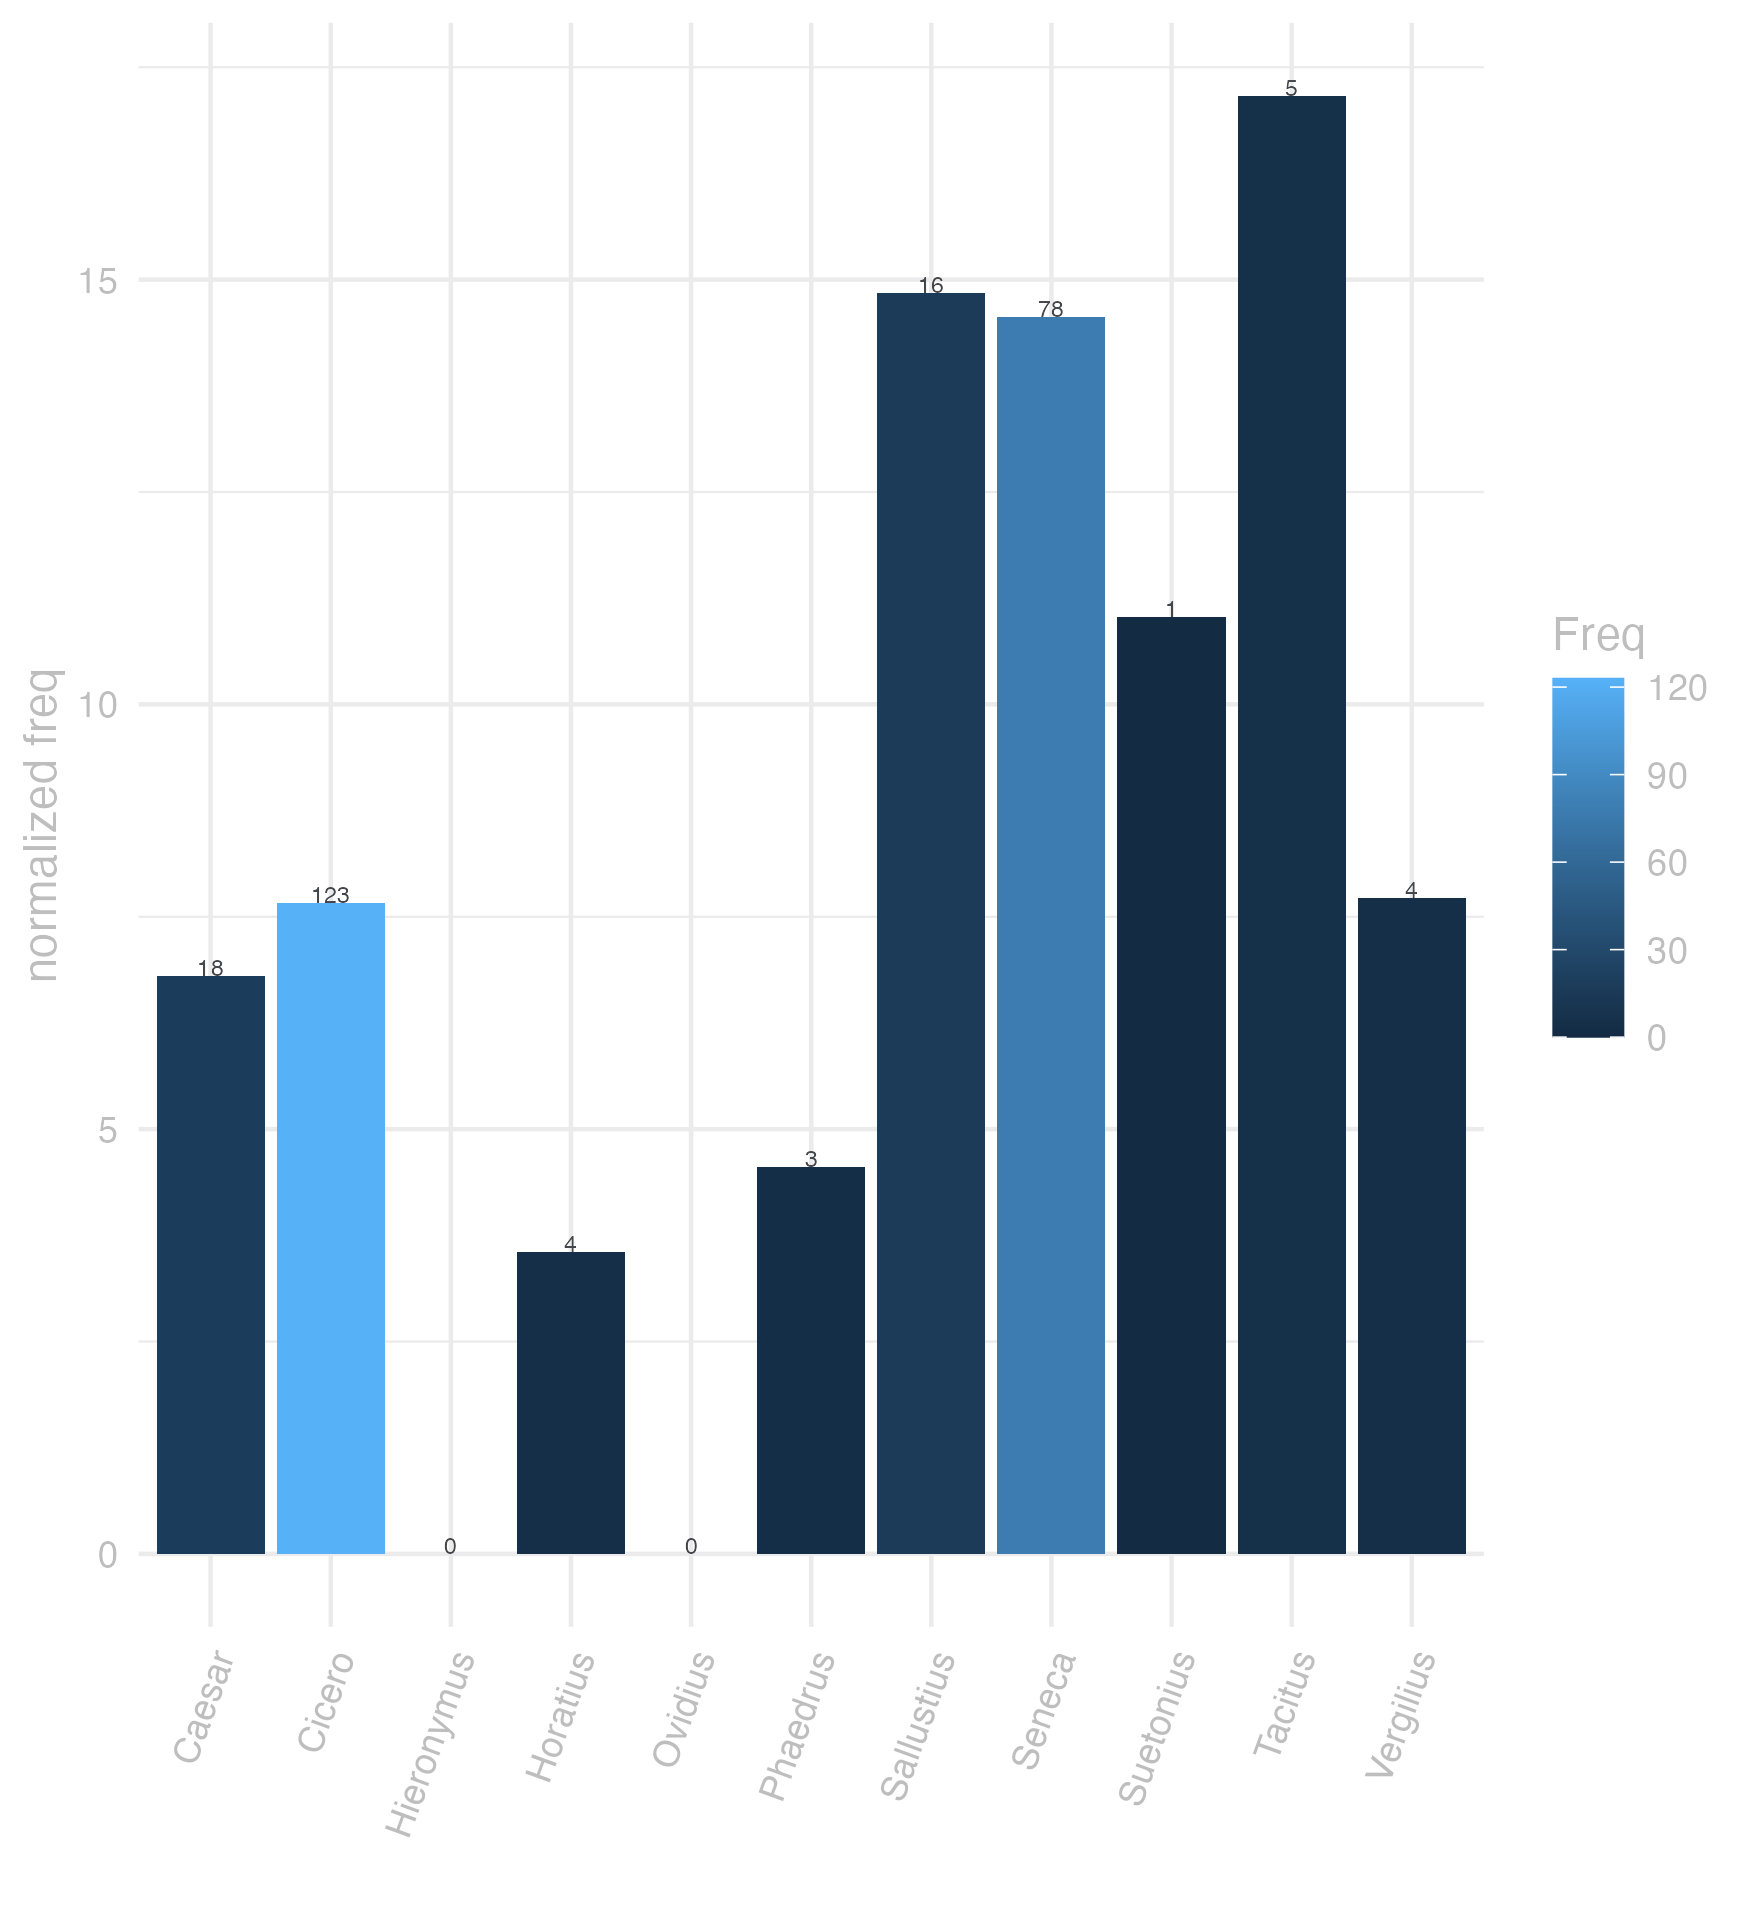 normalized freq
15
10
5
0
18
123
0
4
0
3
16
78
1
5
4
Caesar
Cicero
Hieronymus
Horatius
Ovidius
Phaedrus
Sallustius
Seneca
Suetonius
Tacitus
Vergilius
Freq
120
90
60
30
0